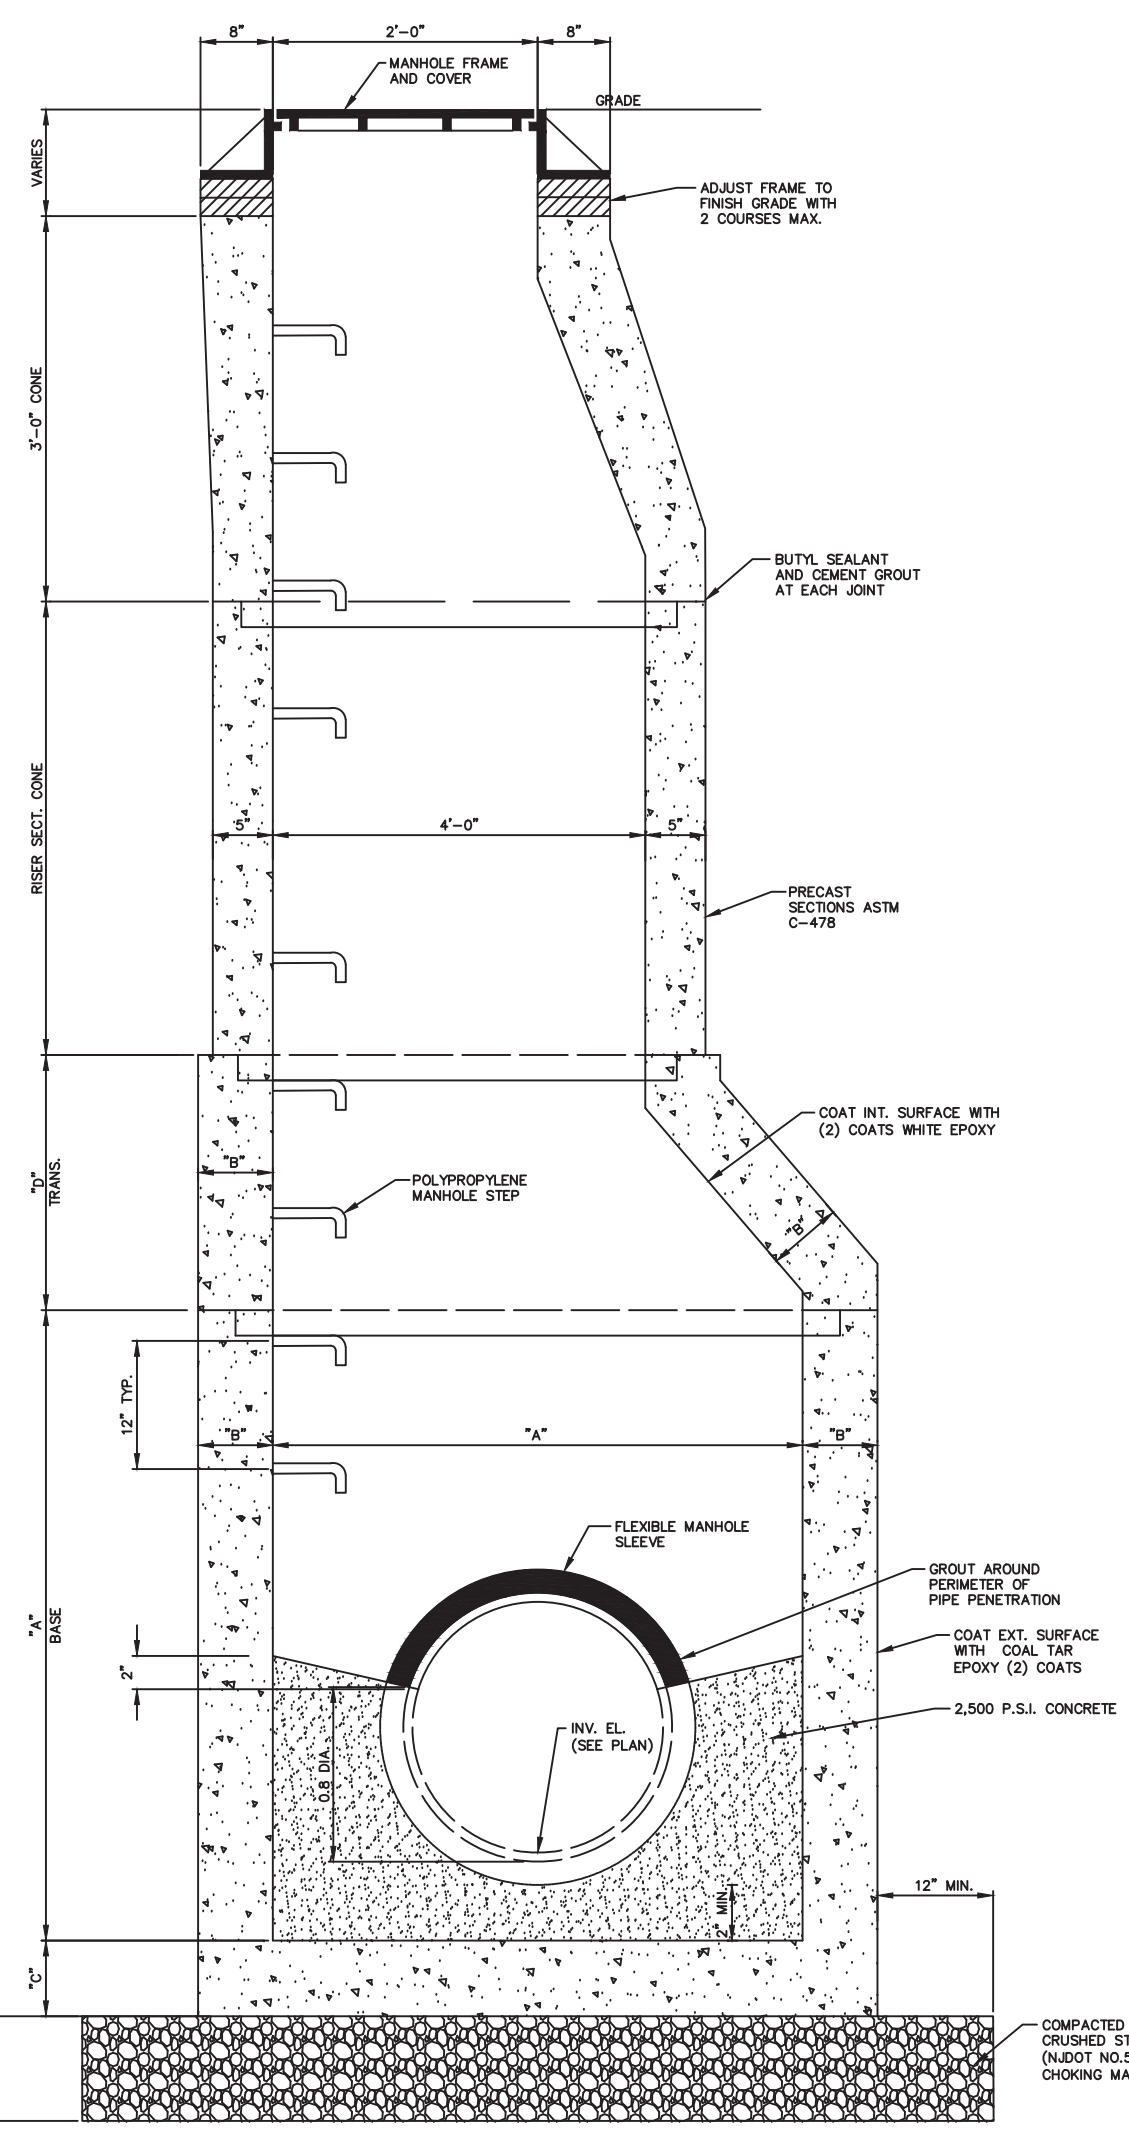 8" 2'-0" 8"
MANHOLE FRAME
AND COVER
GRADE
VARIES
ADJUST FRAME TO
FINISH GRADE WITH
2 COURSES MAX.
3'-0" CONE
BUTYL SEALANT
AND CEMENT GROUT
AT EACH JOINT
RISER SECT. CONE
5" 4'-0" 5"
PRECAST
SECTIONS ASTM
C-478
COAT INT. SURFACE WITH
(2) COATS WHITE EPOXY
"D"
TRANS.
"B"
POLYPROPYLENE
MANHOLE STEP
"B"
12" TYP.
"B" "A" "B"
FLEXIBLE MANHOLE
SLEEVE
GROUT AROUND
PERIMETER OF
PIPE PENETRATION
"A"
BASE
COAT EXT. SURFACE
WITH COAL TAR
EPOXY (2) COATS
2"
2,500 P.S.I. CONCRETE
INV. EL.
(SEE PLAN)
0.8 DIA.
12" MIN.
2" MIN.
"C"
COMPACTED
CRUSHED
(NJDOT
CHOKING